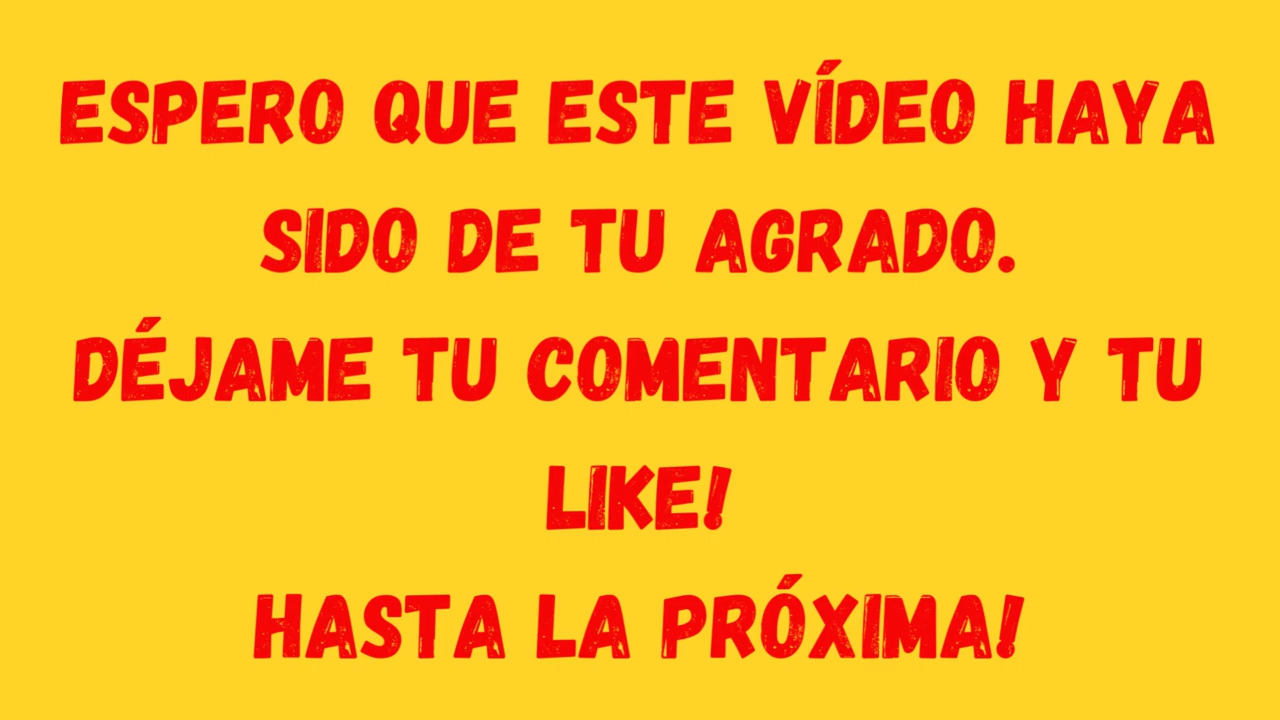 ESPERO QUE ESTE VÍDEO HAYA
SIDO DE TU AGRADO.
DÉJAME TU COMENTARIO Y TU
LIKE!
HASTA LA PRÓXIMA!